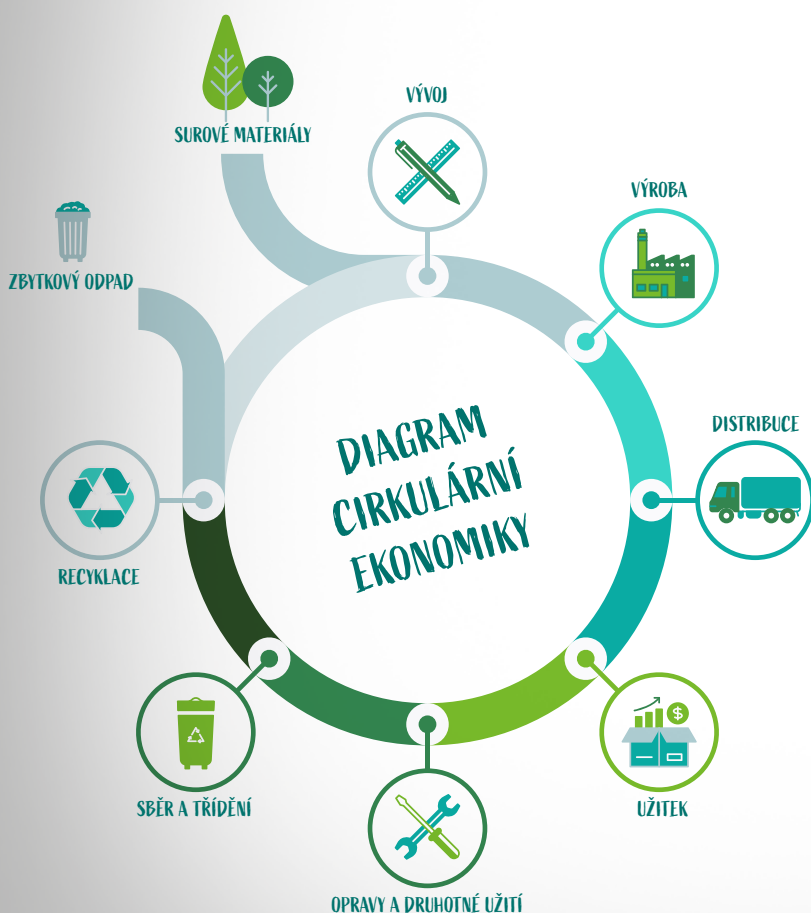 SUROVÉ MATERIÁLY
VÝVOJ
VÝROBA
ZBYTKOVÝ ODPAD
DIAGRAM
CIRKULÁRNÍ
EKONOMIKY
DISTRIBUCE
RECYKLACE
UŽITEK
$
SBĚR A TŘÍDĚNÍ
OPRAVY A DRUHOTNÉ UŽITÍ